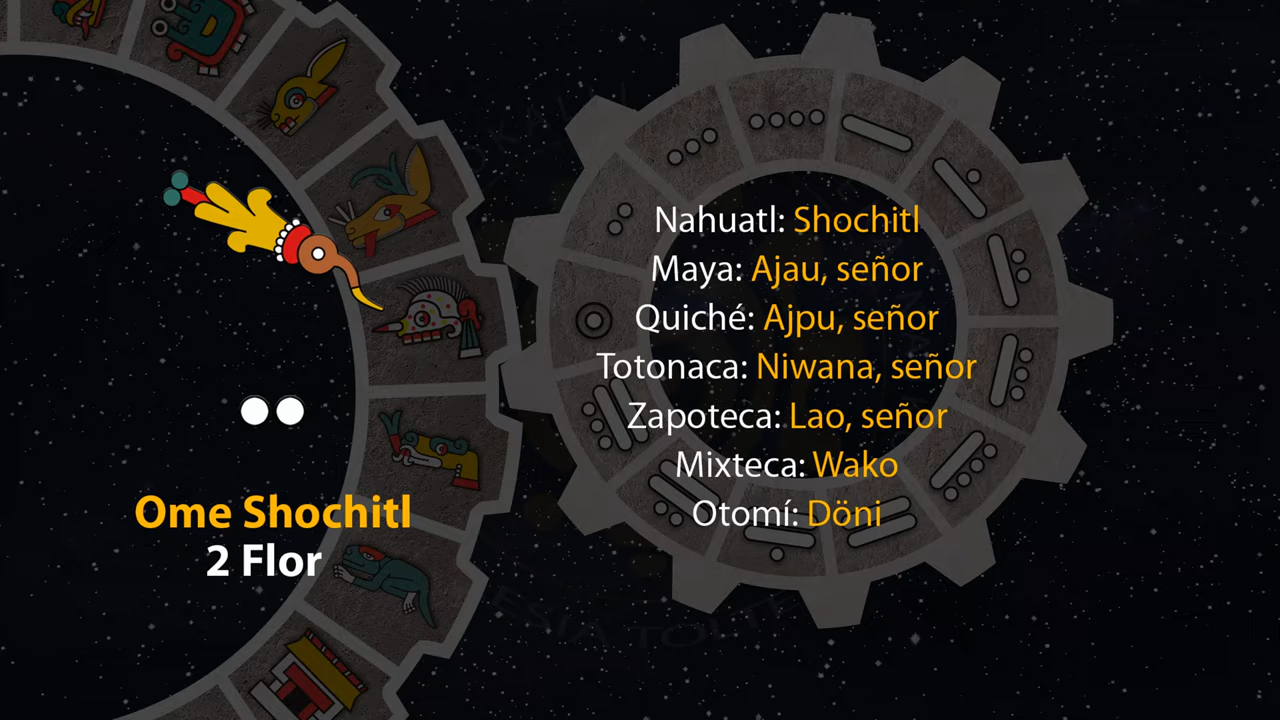 Nahuatl: Shochitl
Maya: Ajau, señor
Quiché: Ajpu, señor
Totonaca: Niwana, señor
Zapoteca: Lao, señor
Mixteca: Wako
Otomí: Döni
Ome Shochitl
2 Flor